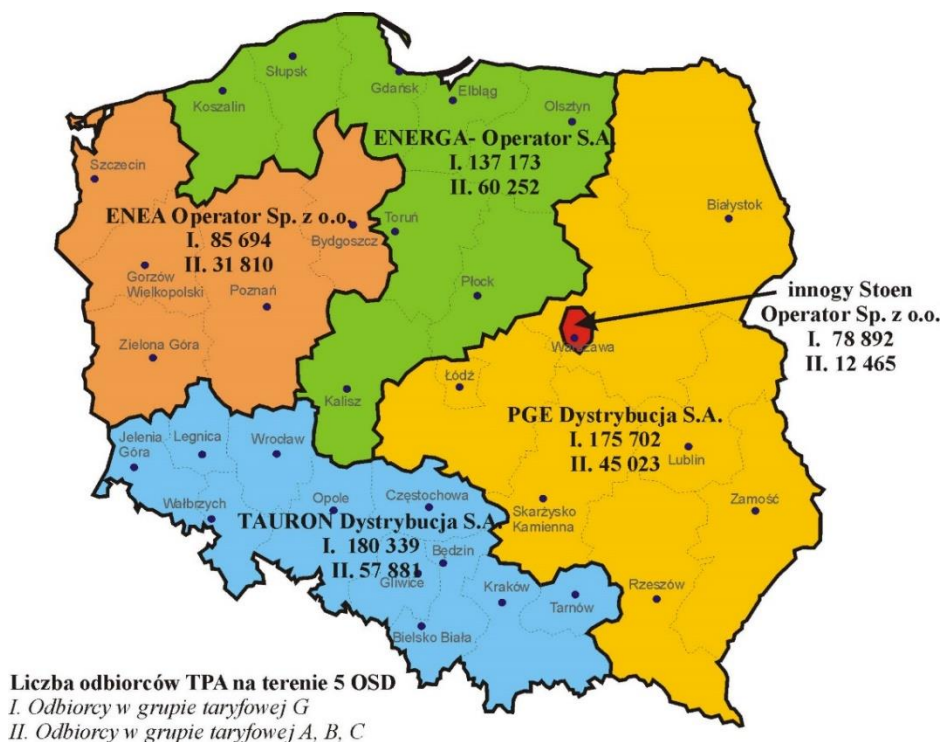 Słupsk
Koszalin
Gdańsk
Elbląg
Olsztyn
ENERGA- Operator S.A.
I. 137 173
II. 60 252
Szczecin
ENEA Operator Sp. z o.o.
I. 85 694
II. 31 810
Toruń
Bydgoszcz
Białystok
Gorzów
Wielkopolski
Poznań
Płock
innogy Stoen
Operator Sp. z o.o.
I. 78 892
II. 12 465
Zielona Góra
Warszawa
Łódź
Kalisz
PGE Dystrybucja S.A.
I. 175 702
II. 45 023
Lublin
Jelenia
Góra
Legnica
Wrocław
Wałbrzych
Opole
Częstochowa
Skarżysko
Kamienna
Zamość
TAURON Dystrybucja S.A.
I. 180 339
II. 57 881
Będzin
Gliwice
Kraków
Tarnów
Rzeszów
Bielsko Biała
Liczba odbiorców TPA na terenie 5 OSD
I. Odbiorcy w grupie taryfowej G
II. Odbiorcy w grupie taryfowej A, B, C